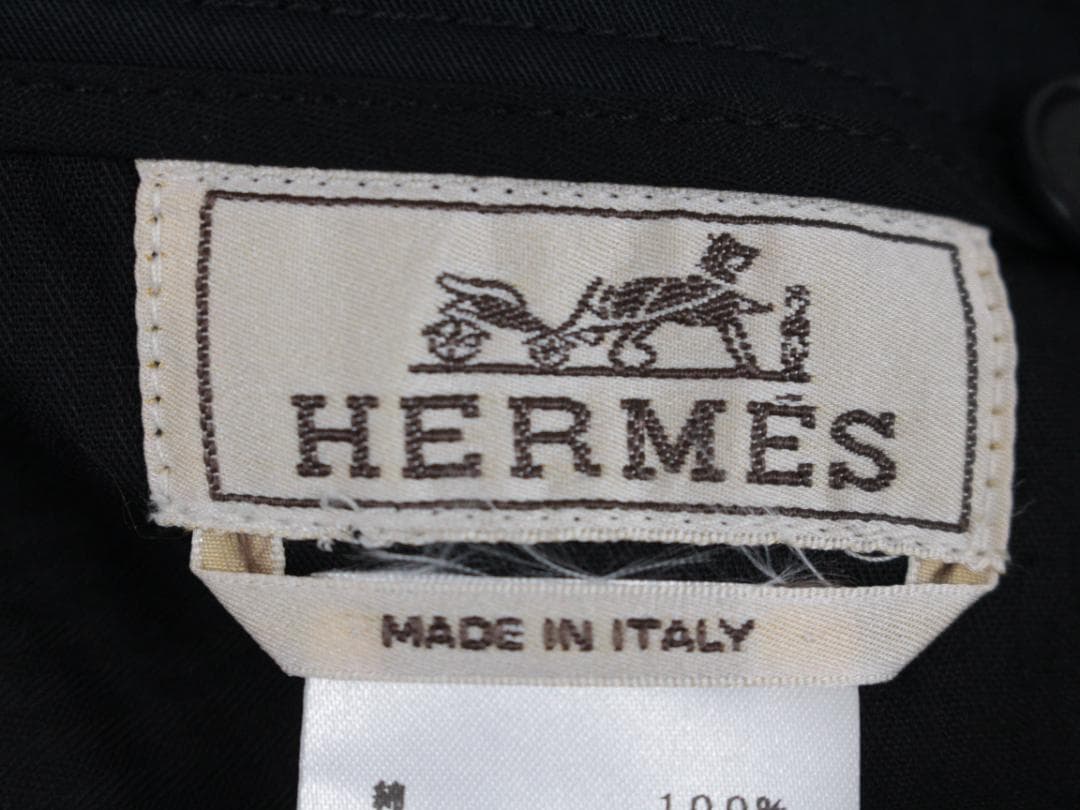 HERMÈS
MADE IN ITALY
綿 100%